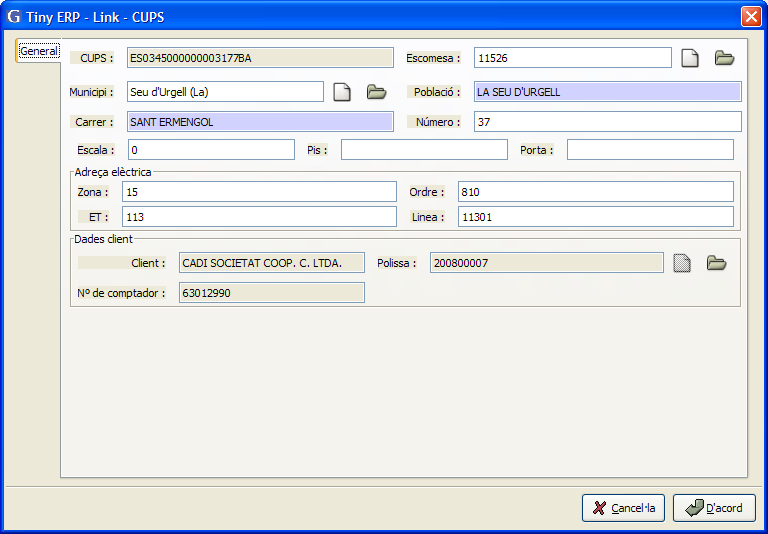 Tiny ERP - Link - CUPS
General
CUPS : ES0345000000003177BA Escomesa : 11526
Municipi : Seu d'Urgell (La) Població : LA SEU D'URGELL
Carrer : SANT ERMENGOL Número : 37
Escala : 0 Pis : Porta :
Adreça elèctrica
Zona : 15 Ordre : 810
ET : 113 Linea : 11301
Dades client
Client : CADI SOCIETAT COOP. C. LTDA. Polissa : 200800007
Nº de comptador : 63012990
Cancel·la D'acord